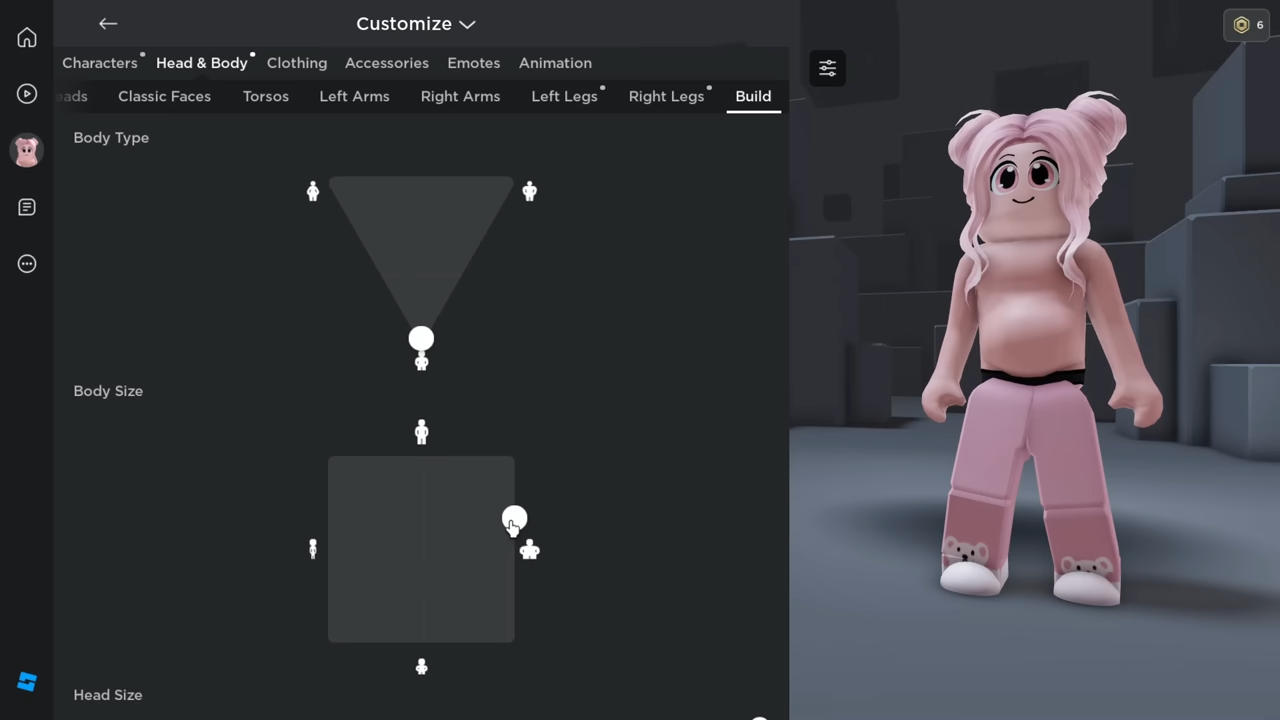 Customize
6
Characters Head & Body Clothing Accessories Emotes Animation
eads Classic Faces Torsos Left Arms Right Arms Left Legs Right Legs Build
Body Type
Body Size
Head Size